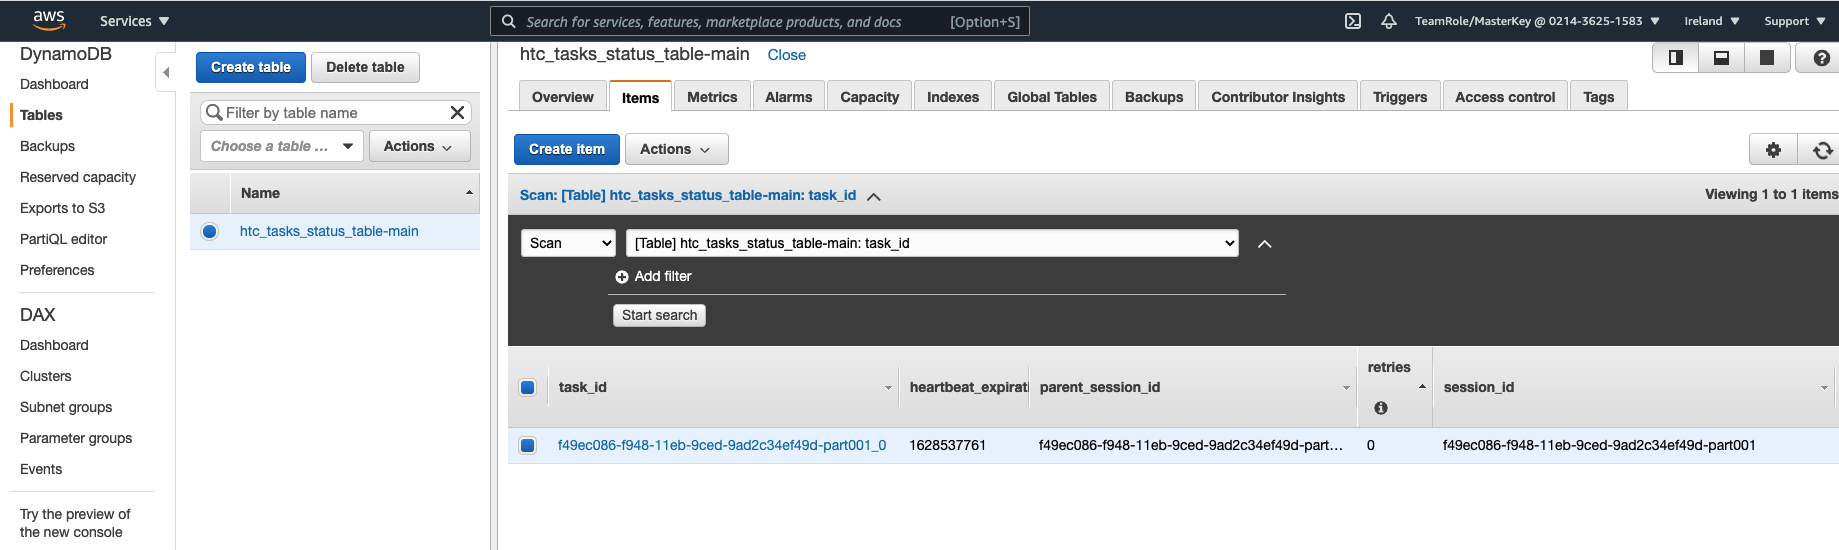 aws
Services
Search for services, features, marketplace products, and docs
[Option+S]
TeamRole/MasterKey @ 0214-3625-1583
Ireland
Support
DynamoDB
Dashboard
Tables
Backups
Reserved capacity
Exports to S3
PartiQL editor
Preferences
DAX
Dashboard
Clusters
Subnet groups
Parameter groups
Events
Try the preview of
the new console
Create table
Delete table
Filter by table name
Choose a table ...
Actions
Name
htc_tasks_status_table-main
htc_tasks_status_table-main
Close
Overview
Items
Metrics
Alarms
Capacity
Indexes
Global Tables
Backups
Contributor Insights
Triggers
Access control
Tags
Create item
Actions
Scan: [Table] htc_tasks_status_table-main: task_id
Viewing 1 to 1 items
Scan
[Table] htc_tasks_status_table-main: task_id
Add filter
Start search
task_id
heartbeat_expirati
parent_session_id
retries
session_id
f49ec086-f948-11eb-9ced-9ad2c34ef49d-part001_0
1628537761
f49ec086-f948-11eb-9ced-9ad2c34ef49d-part...
0
f49ec086-f948-11eb-9ced-9ad2c34ef49d-part001